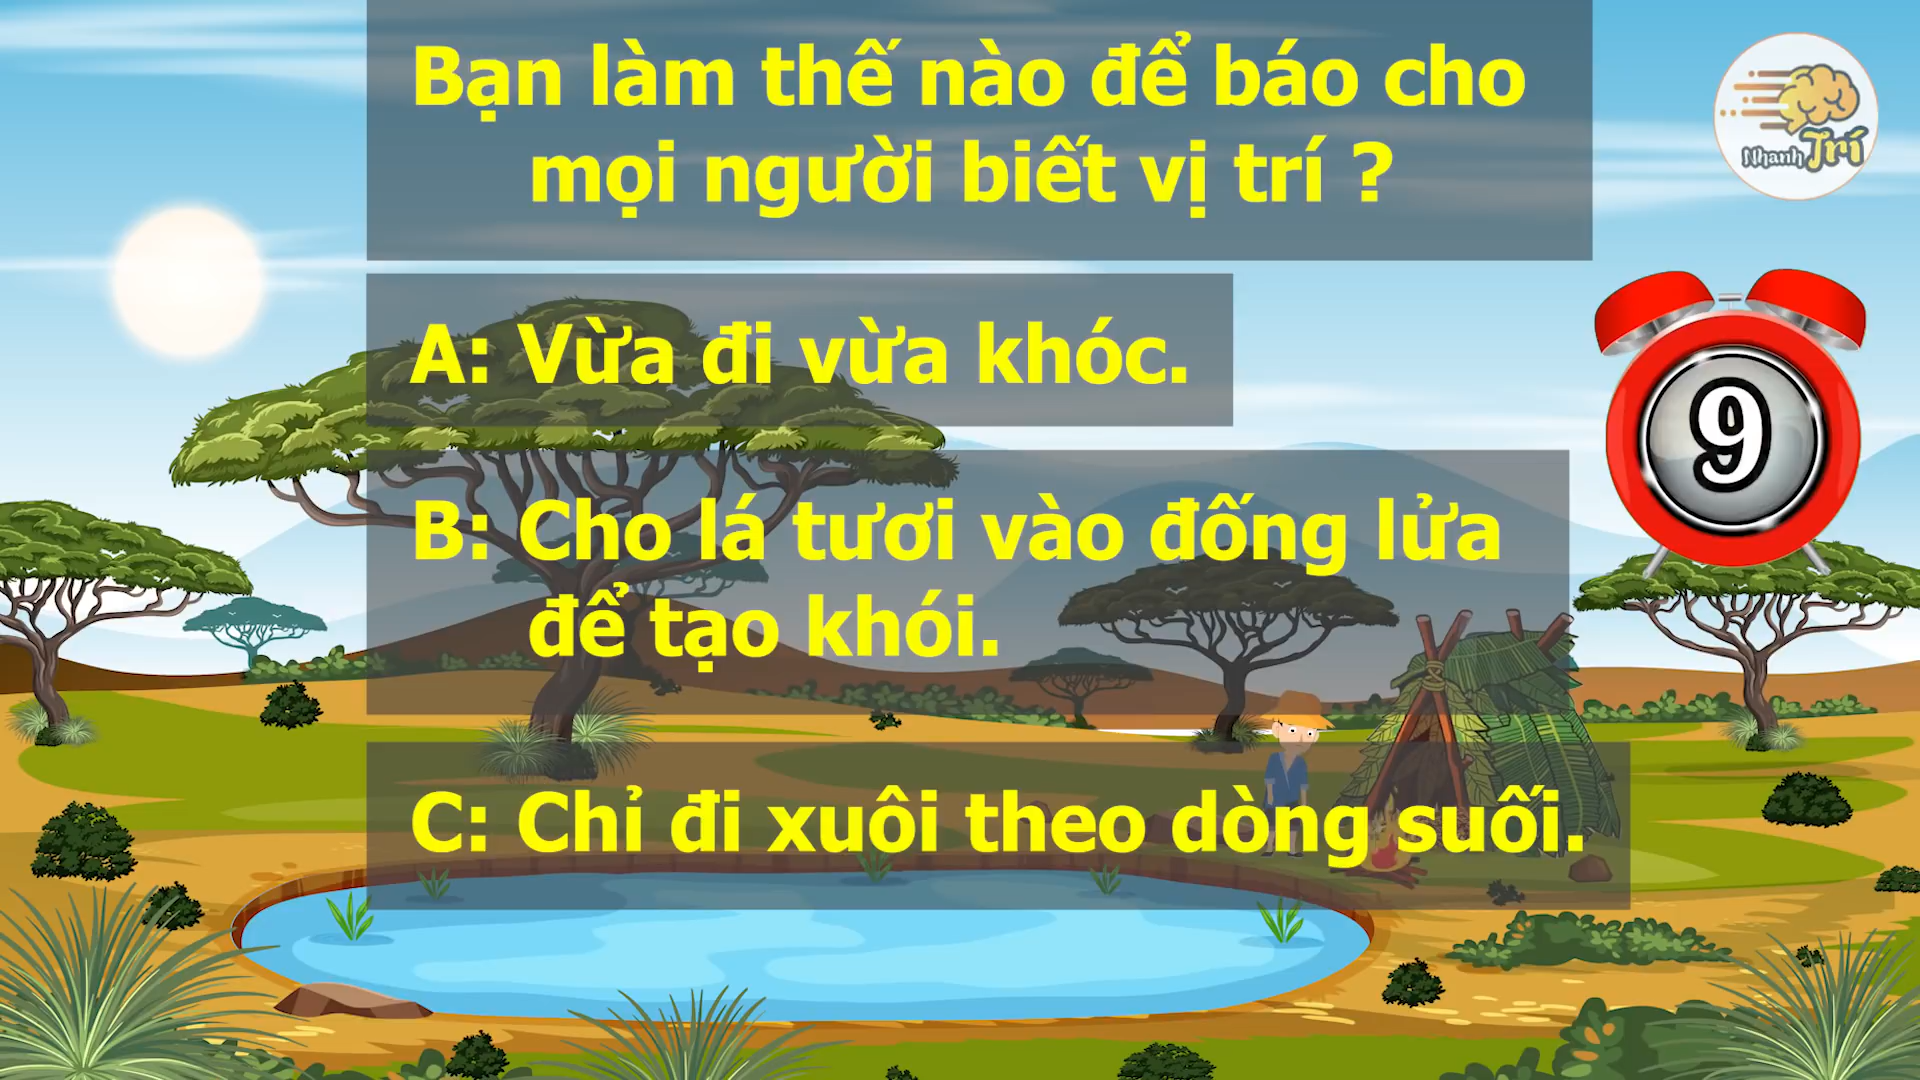 Bạn làm thế nào để báo cho
mọi người biết vị trí ?
Nhanh Trí
A: Vừa đi vừa khóc.
9
B: Cho lá tươi vào đống lửa
để tạo khói.
C: Chỉ đi xuôi theo dòng suối.